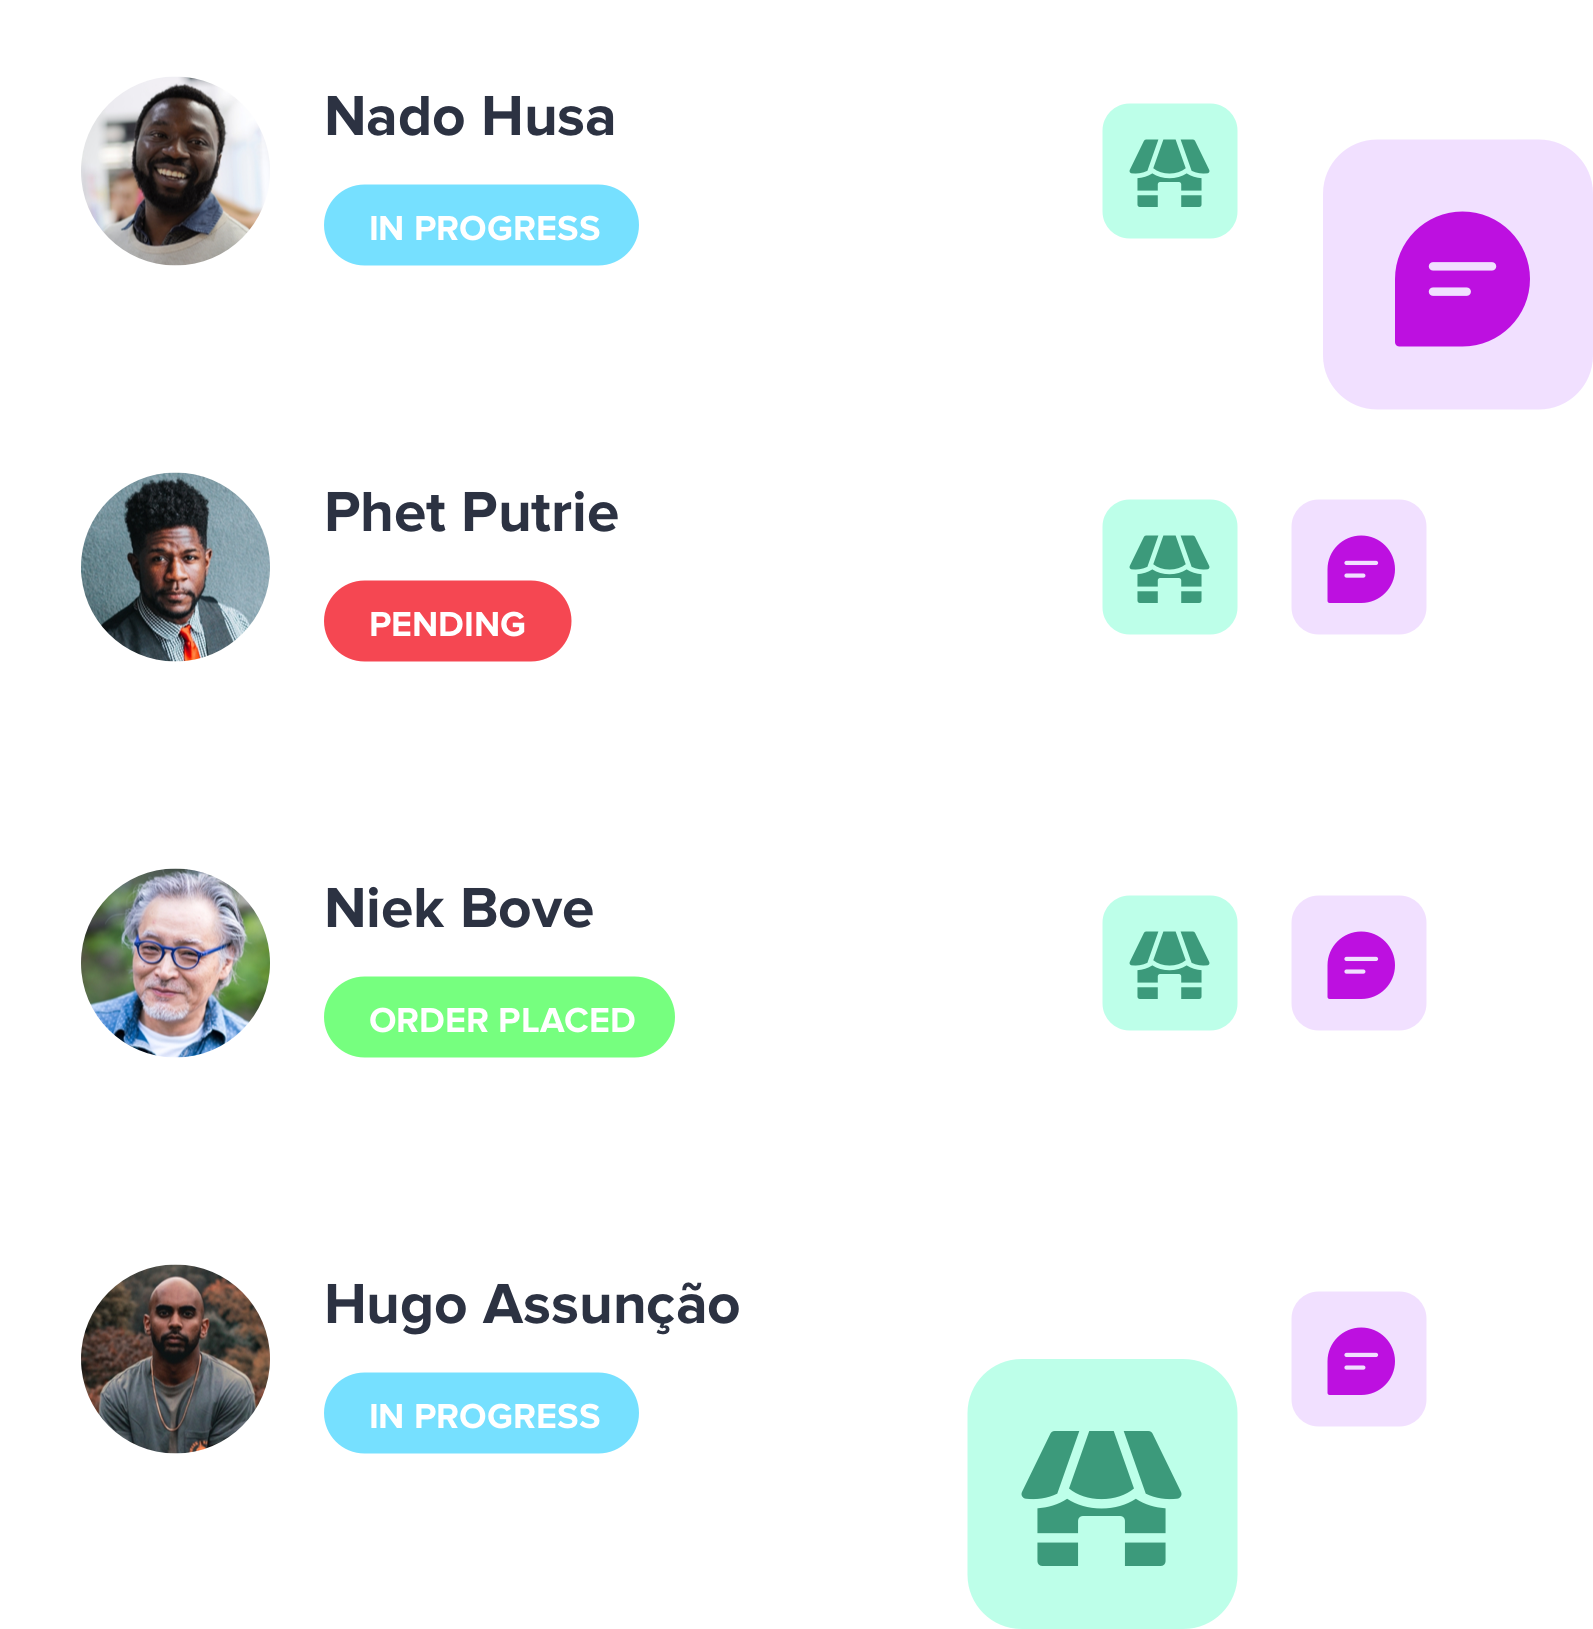 Nado Husa
IN PROGRESS
Phet Putrie
PENDING
Niek Bove
ORDER PLACED
Hugo Assunção
IN PROGRESS